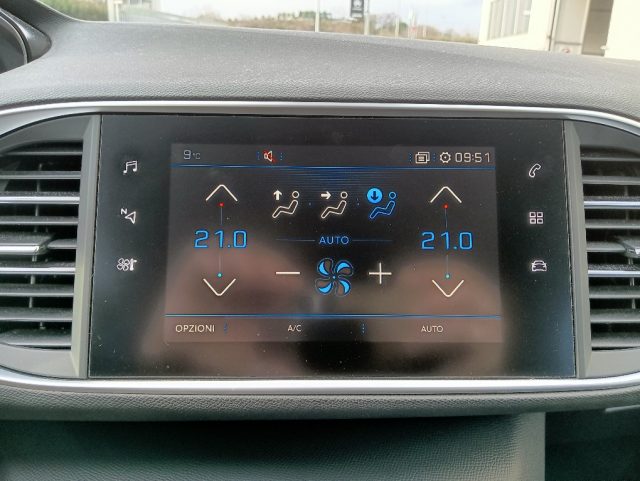 9°C 09:51
N
AUTO
21.0 21.0
OPZIONI A/C AUTO